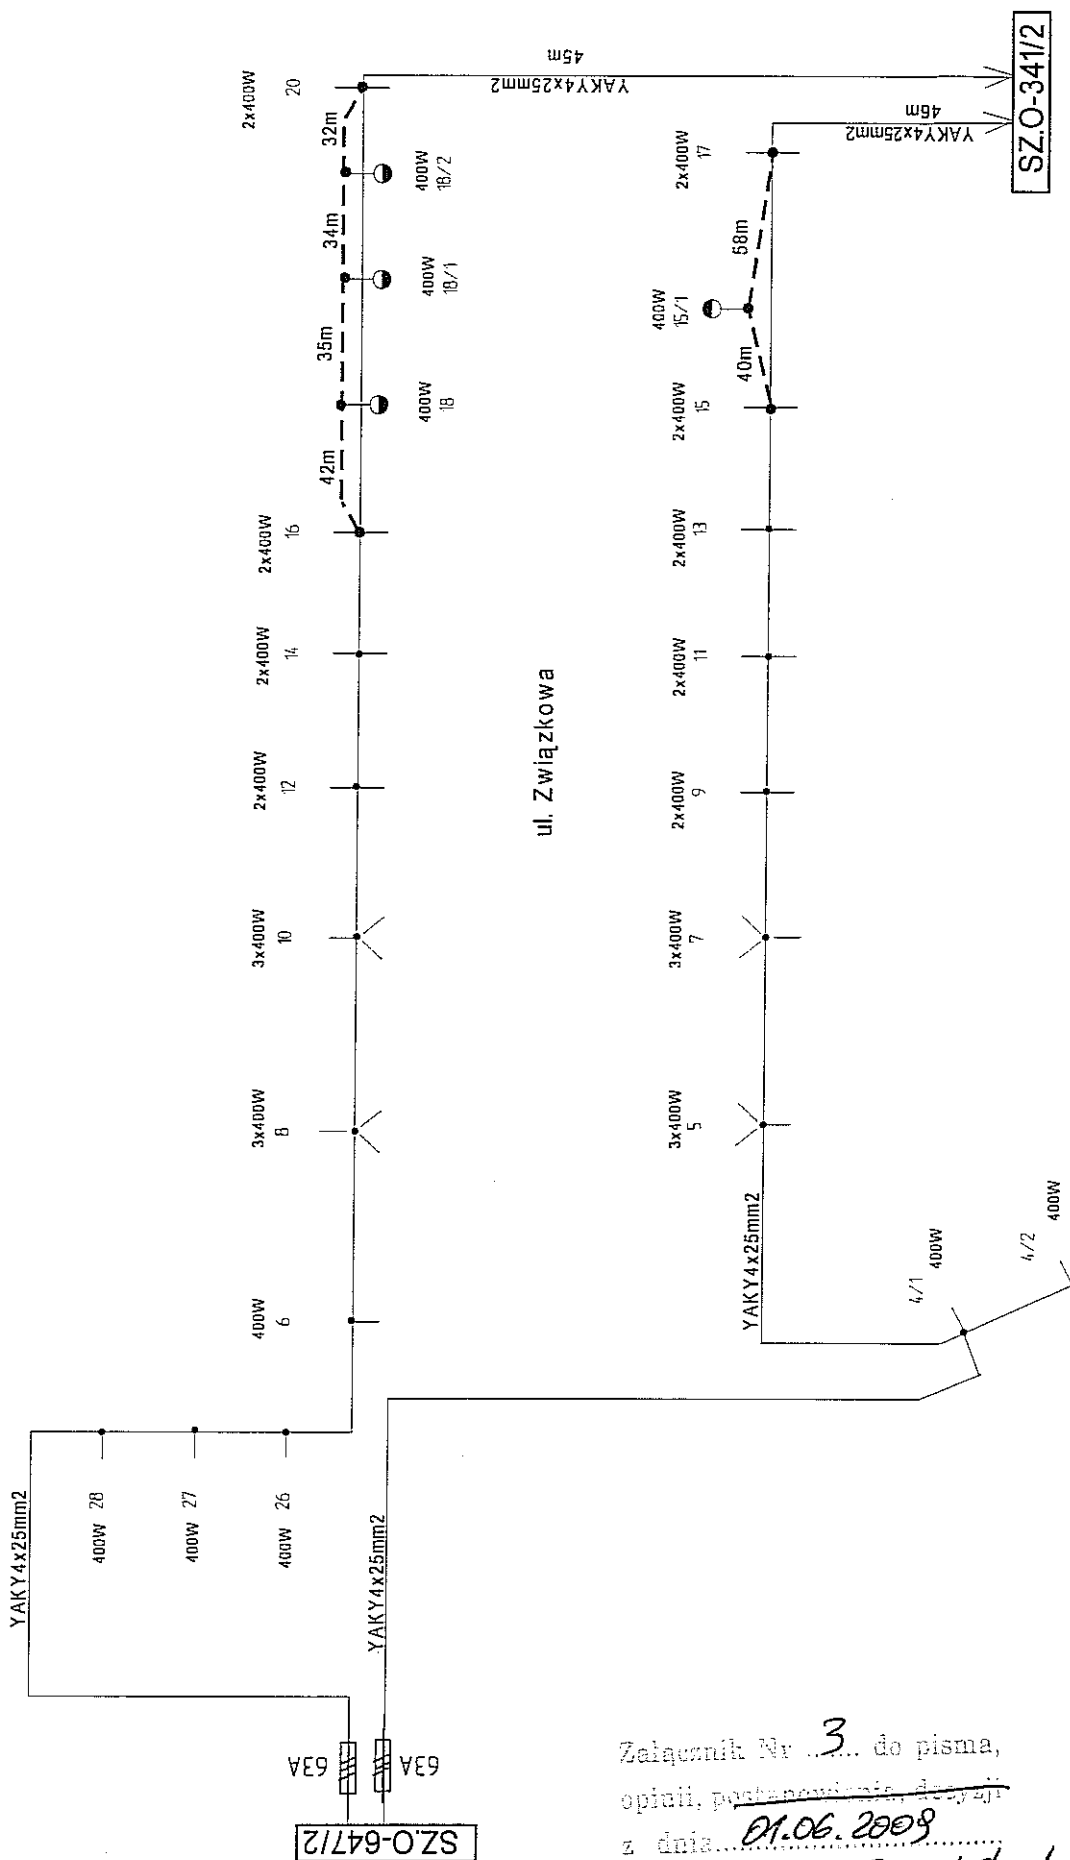 45m
YAKY4x25mm2
2x400W
20
32m
400W
18/2
34m
400W
18/1
35m
400W
18
42m
2x400W
16
2x400W
14
2x400W
12
3x400W
10
3x400W
8
400W
6
46m
YAKY4x25mm2
SZ.O-341/2
2x400W
17
58m
400W
15/1
40m
2x400W
15
2x400W
13
2x400W
11
2x400W
9
3x400W
7
3x400W
5
ul. Związkowa
YAKY4x25mm2
4/1
400W
4/2
400W
YAKY4x25mm2
400W 28
400W 27
400W 26
YAKY4x25mm2
63A
63A
SZ.O-647/2
Załącznik Nr 3 do pisma,
opinii, postanowienia, decyzji
z dnia 01.06.2009